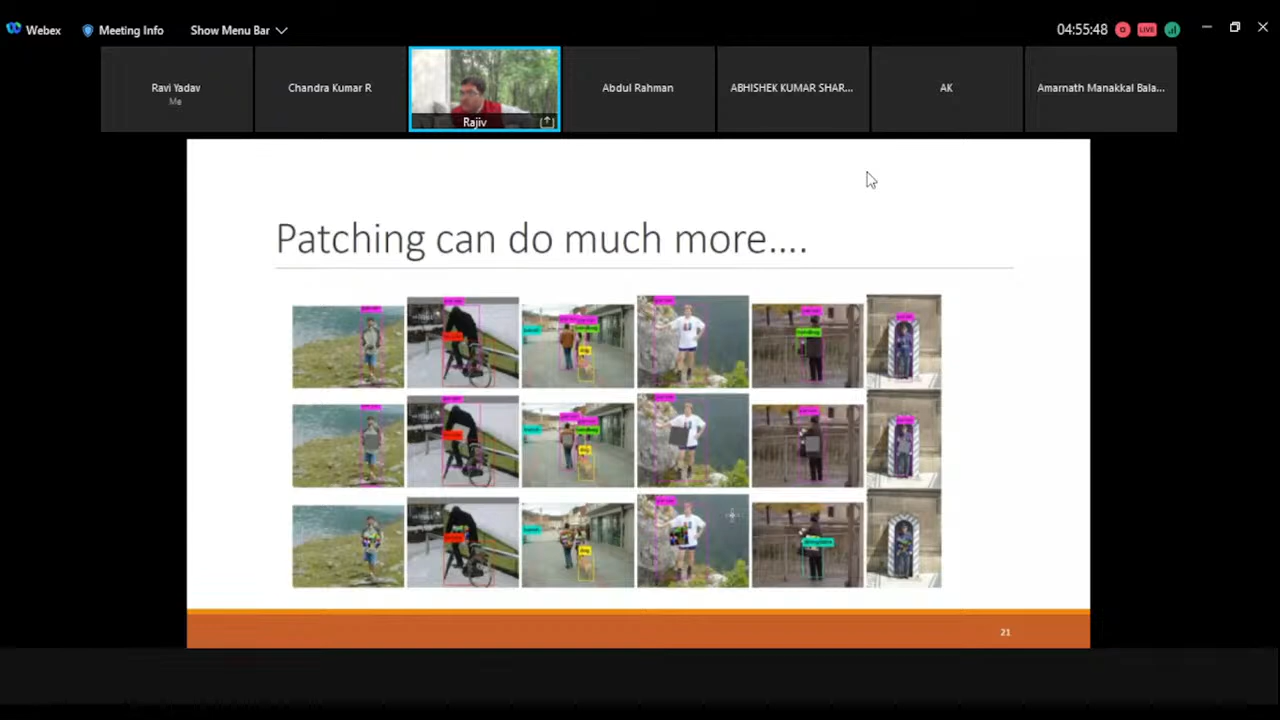 Webex
Meeting Info
Show Menu Bar
04:55:48
LIVE
Ravi Yadav
Me
Chandra Kumar R
Rajiv
Abdul Rahman
ABHISHEK KUMAR SHAR...
AK
Amarnath Manakkal Bala...
Patching can do much more....
21